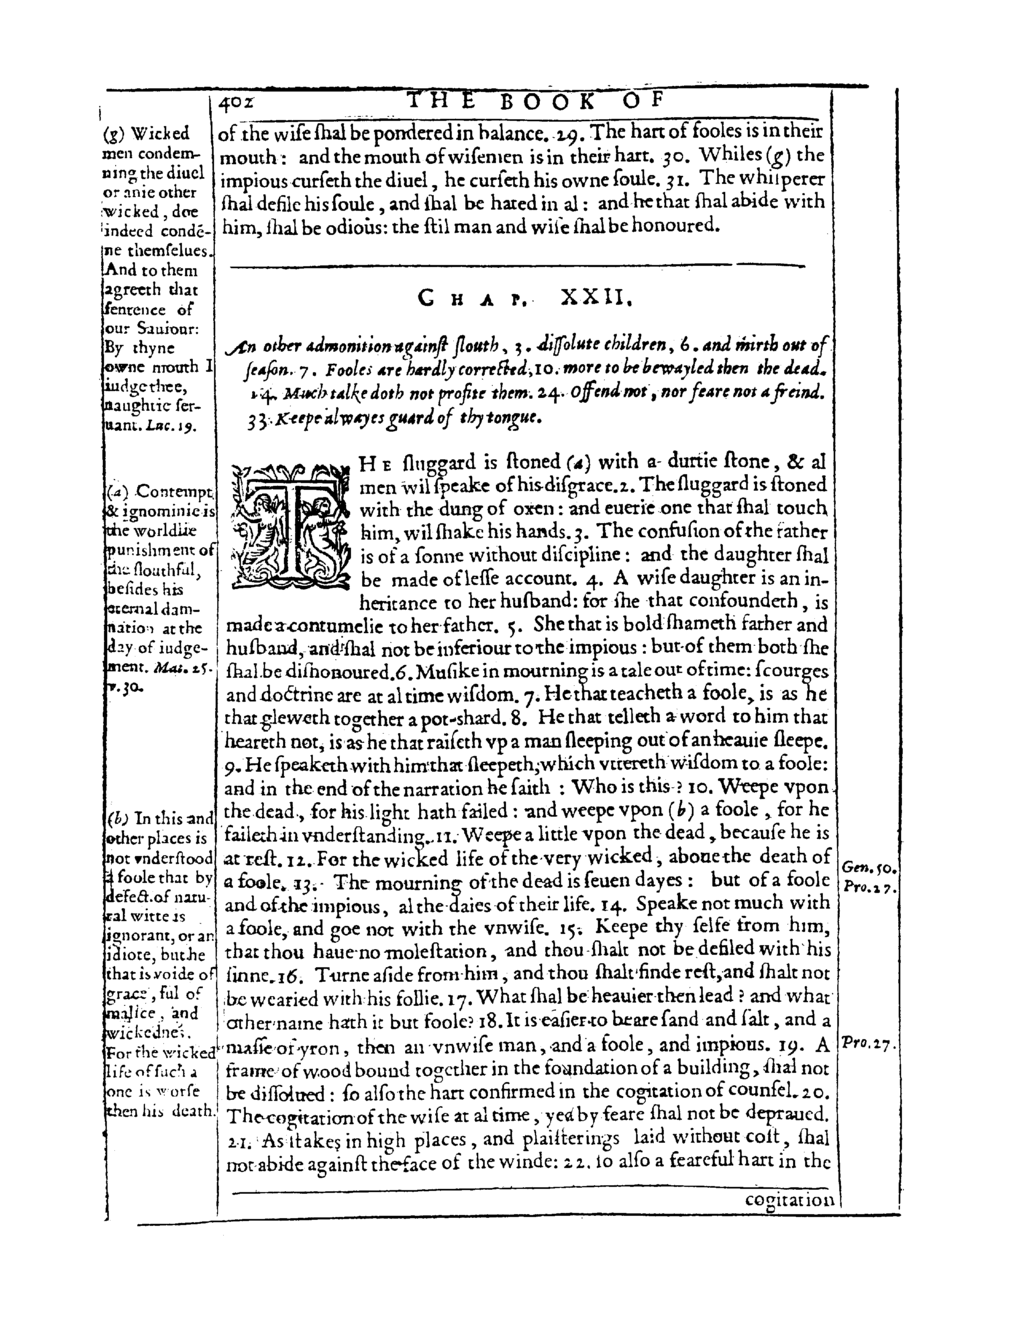 402 THE BOOK OF
of the wiſe ſhal be pondered in balance. 29. The hart of fooles is in their
mouth: and the mouth of wiſemen is in their hart. 30. Whiles (g) the
impious curſeth the diuel, he curſeth his owne ſoule. 31. The whiſperer
ſhal defile his ſoule, and ſhal be hated in al: and he that ſhal abide with
him, ſhal be odious: the ſtil man and wiſe ſhal be honoured.
(g) Wicked
men condem-
ning the diuel
or anie other
wicked, doe
indeed condē-
ne themſelues.
And to them
agreeth that
ſentence of
our Sauiour:
By thyne
owne mouth I
iudge thee,
naughtie ſer-
uant. Luc. 19.
CHAP. XXII.
An other admonition againſt ſlouth, 3. diſſolute children, 6. and mirth out of
ſeaſon. 7. Fooles are hardly corrected, 10. more to be bewayled then the dead.
14. Much talke doth not profite them. 24. Offend not, nor feare not a freind.
33. Keepe alwayes guard of thy tongue.
THE ſluggard is ſtoned (a) with a durtie ſtone, & al
men wil ſpeake of his diſgrace. 2. The ſluggard is ſtoned
with the dung of oxen: and euerie one that ſhal touch
him, wil ſhake his hands. 3. The confuſion of the father
is of a ſonne without diſcipline: and the daughter ſhal
be made of leſſe account. 4. A wiſe daughter is an in-
heritance to her huſband: for ſhe that confoundeth, is
made a contumelie to her father. 5. She that is bold ſhameth father and
huſband, and ſhal not be inferiour to the impious: but of them both ſhe
ſhal be diſhonoured. 6. Muſike in mourning is a tale out of time: ſcourges
and doctrine are at al time wiſdom. 7. He that teacheth a foole, is as he
that gleweth together a pot-shard. 8. He that telleth a word to him that
heareth not, is as he that raiſeth vp a man ſleeping out of an heauie ſleepe.
9. He ſpeaketh with him that ſleepeth, which vttereth wiſdom to a foole:
and in the end of the narration he ſaith: Who is this? 10. Weepe vpon
the dead, for his light hath failed: and weepe vpon (b) a foole, for he
faileth in vnderſtanding. 11. Weepe a little vpon the dead, becauſe he is
at reſt. 12. For the wicked life of the very wicked, aboue the death of
a foole. 13. The mourning of the dead is ſeuen dayes: but of a foole
and of the impious, al the daies of their life. 14. Speake not much with
a foole, and goe not with the vnwiſe. 15. Keepe thy ſelfe from him,
that thou haue no moleſtation, and thou ſhalt not be defiled with his
ſinne. 16. Turne aſide from him, and thou ſhalt finde reſt, and ſhalt not
be wearied with his follie. 17. What ſhal be heauier then lead? and what
other name hath it but foole? 18. It is eaſier to beare ſand and ſalt, and a
maſſe of yron, then an vnwiſe man, and a foole, and impious. 19. A
frame of wood bound together in the foundation of a building, ſhal not
be diſſolued: ſo alſo the hart confirmed in the cogitation of counſel. 20.
The cogitation of the wiſe at al time, yea by feare ſhal not be depraued.
21. As ſtakes in high places, and plaiſterings laid without coſt, ſhal
not abide againſt the face of the winde: 22. ſo alſo a feareful hart in the
cogitation
(a) Contempt
& ignominie is
the worldlie
punishment of
the ſlouthful,
beſides his
eternal dam-
nation at the
day of iudge-
ment. Mat. 25.
v. 30.
(b) In this and
other places is
not vnderſtood
a foole that by
defect of natu-
ral witte is
ignorant, or an
idiote, but he
that is voide of
grace, ful of
malice, and
wickednes.
For the wicked
life of ſuch a
one is worſe
then his death.
Gen. 50.
Pro. 27.
Pro. 27.